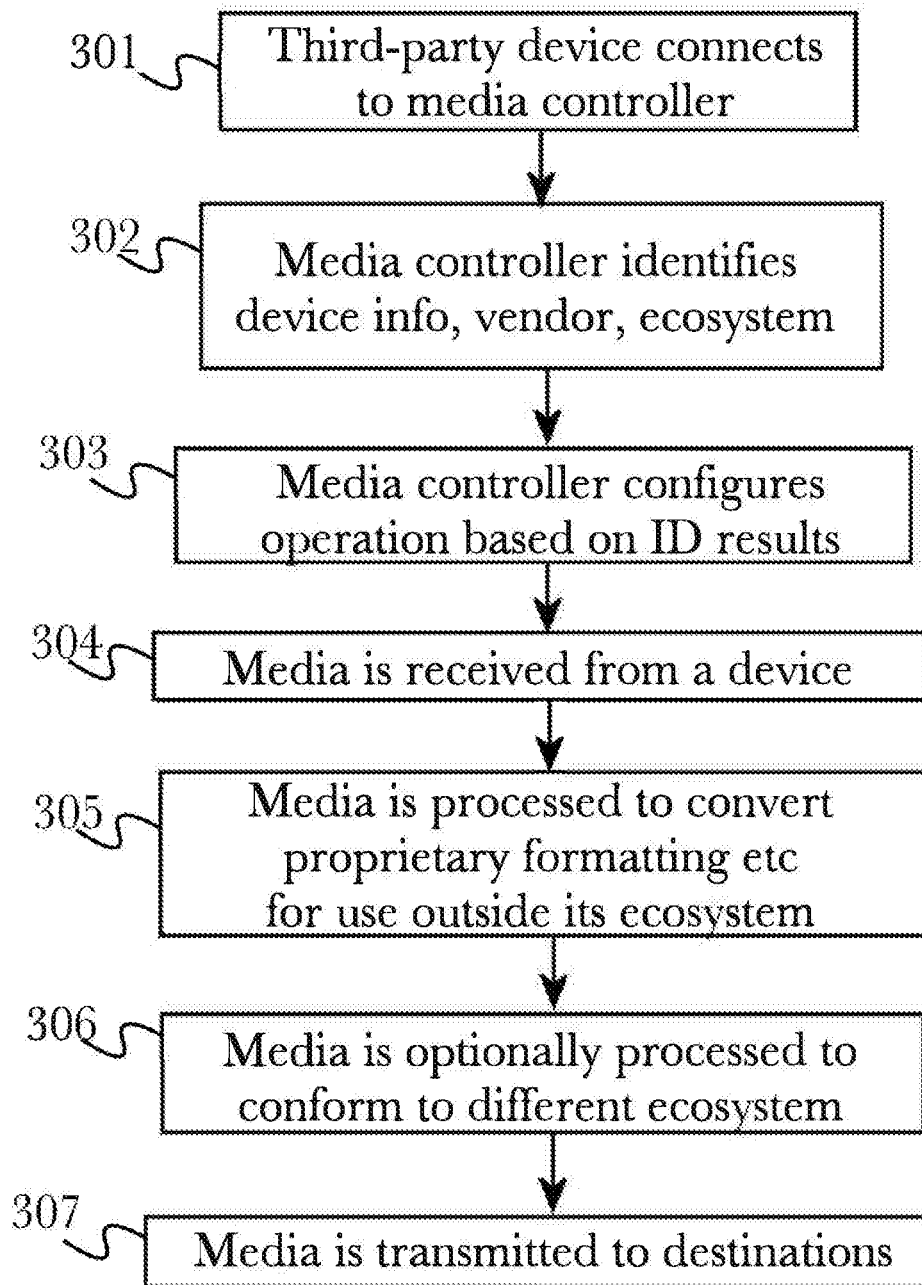 301
Third-party device connects
to media controller
302
Media controller identifies
device info, vendor, ecosystem
303
Media controller configures
operation based on ID results
304
Media is received from a device
305
Media is processed to convert
proprietary formatting etc
for use outside its ecosystem
306
Media is optionally processed to
conform to different ecosystem
307
Media is transmitted to destinations